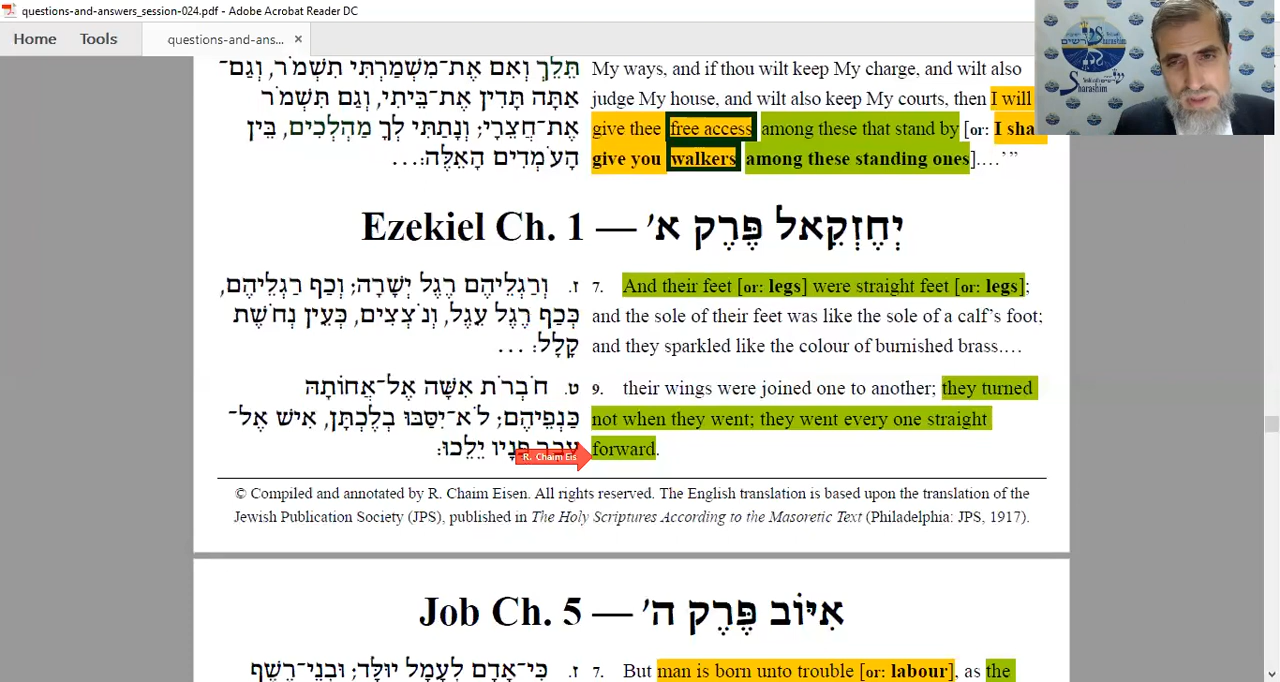 questions-and-answers_session-024.pdf - Adobe Acrobat Reader DC
Home Tools questions-and-ans... ×
תֵּלֵךְ וְאִם אֶת־מִשְׁמַרְתִּי תִשְׁמֹר, וְגַם־
אַתָּה תָּדִין אֶת־בֵּיתִי, וְגַם תִּשְׁמֹר
אֶת־חֲצֵרָי; וְנָתַתִּי לְךָ מַהְלְכִים, בֵּין
הָעֹמְדִים הָאֵלֶּה:…
My ways, and if thou wilt keep My charge, and wilt also
judge My house, and wilt also keep My courts, then I will
give thee free access among these that stand by [or: I sha
give you walkers among these standing ones].…’”
Ezekiel Ch. 1 — יְחֶזְקֵאל פֶּרֶק א׳
ז. וְרַגְלֵיהֶם רֶגֶל יְשָׁרָה; וְכַף רַגְלֵיהֶם,
כְּכַף רֶגֶל עֵגֶל, וְנֹצְצִים, כְּעֵין נְחֹשֶׁת
קָלָל: …
7. And their feet [or: legs] were straight feet [or: legs];
and the sole of their feet was like the sole of a calf’s foot;
and they sparkled like the colour of burnished brass.…
ט. חֹבְרֹת אִשָּׁה אֶל־אֲחוֹתָהּ
כַּנְפֵיהֶם; לֹא־יִסַּבּוּ בְלֶכְתָּן, אִישׁ אֶל־
עֵבֶר פָּנָיו יֵלֵכוּ:
9. their wings were joined one to another; they turned
not when they went; they went every one straight
forward.
R. Chaim Eis
© Compiled and annotated by R. Chaim Eisen. All rights reserved. The English translation is based upon the translation of the
Jewish Publication Society (JPS), published in The Holy Scriptures According to the Masoretic Text (Philadelphia: JPS, 1917).
Job Ch. 5 — אִיּוֹב פֶּרֶק ה׳
ז. כִּי־אָדָם לְעָמָל יוּלָּד; וּבְנֵי־רֶשֶׁף
7. But man is born unto trouble [or: labour], as the